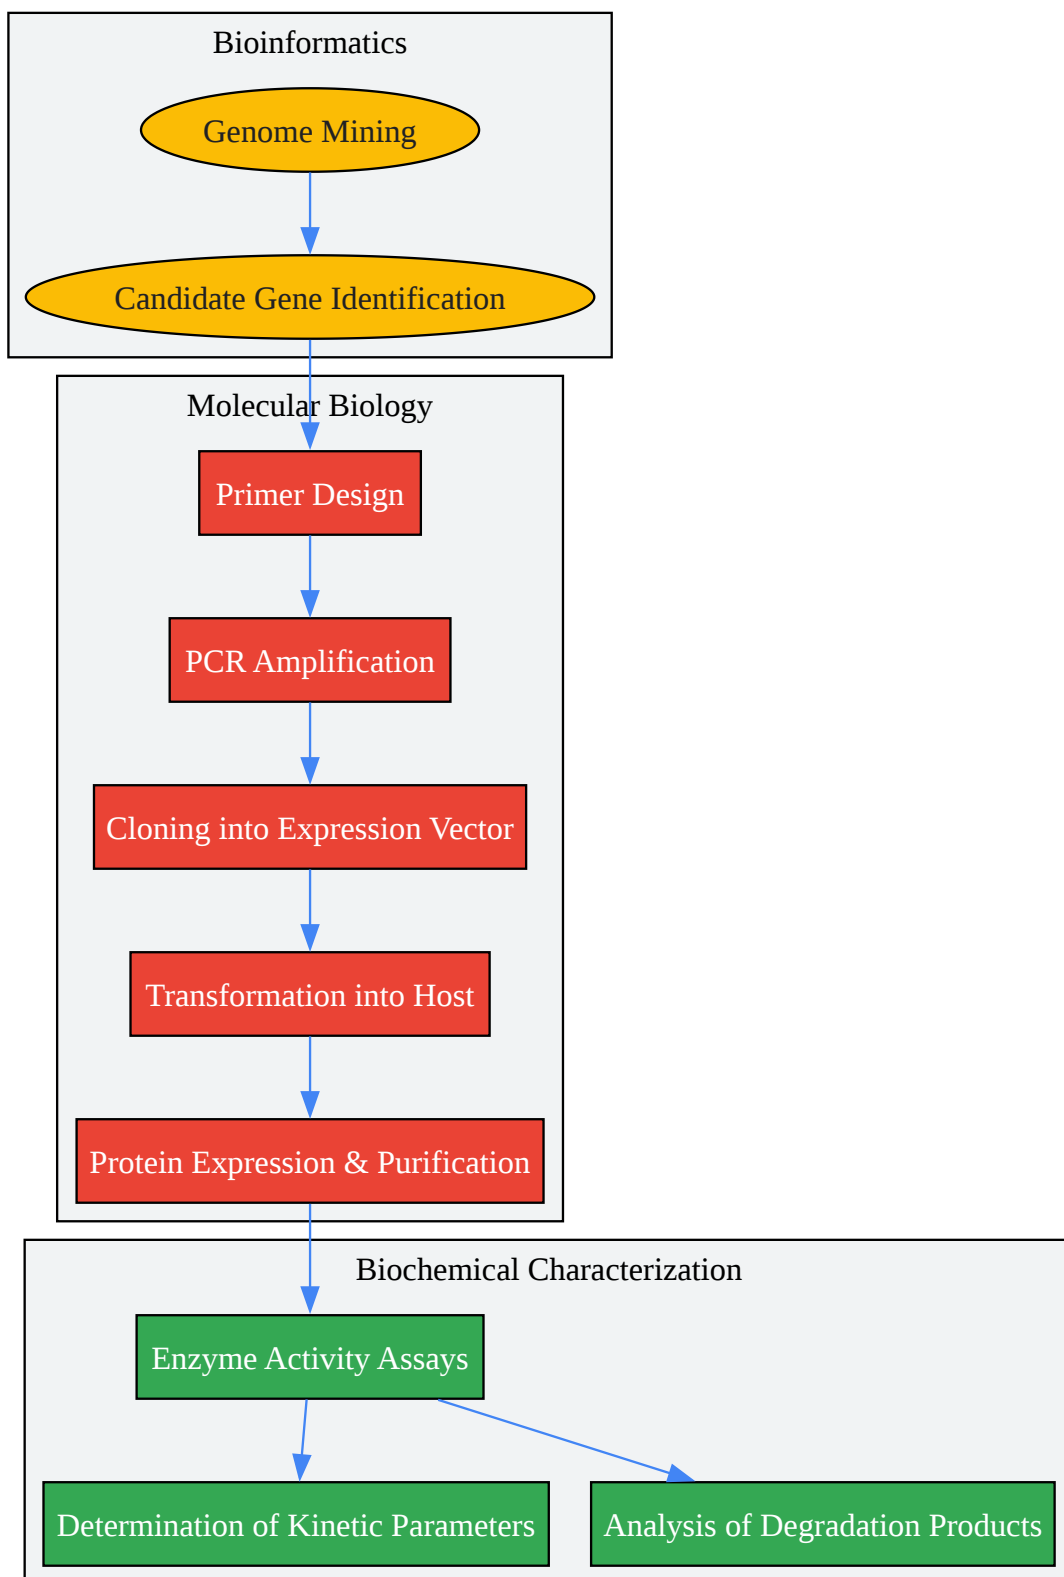 Bioinformatics
Genome Mining
Candidate Gene Identification
Molecular Biology
Primer Design
PCR Amplification
Cloning into Expression Vector
Transformation into Host
Protein Expression & Purification
Biochemical Characterization
Enzyme Activity Assays
Determination of Kinetic Parameters
Analysis of Degradation Products